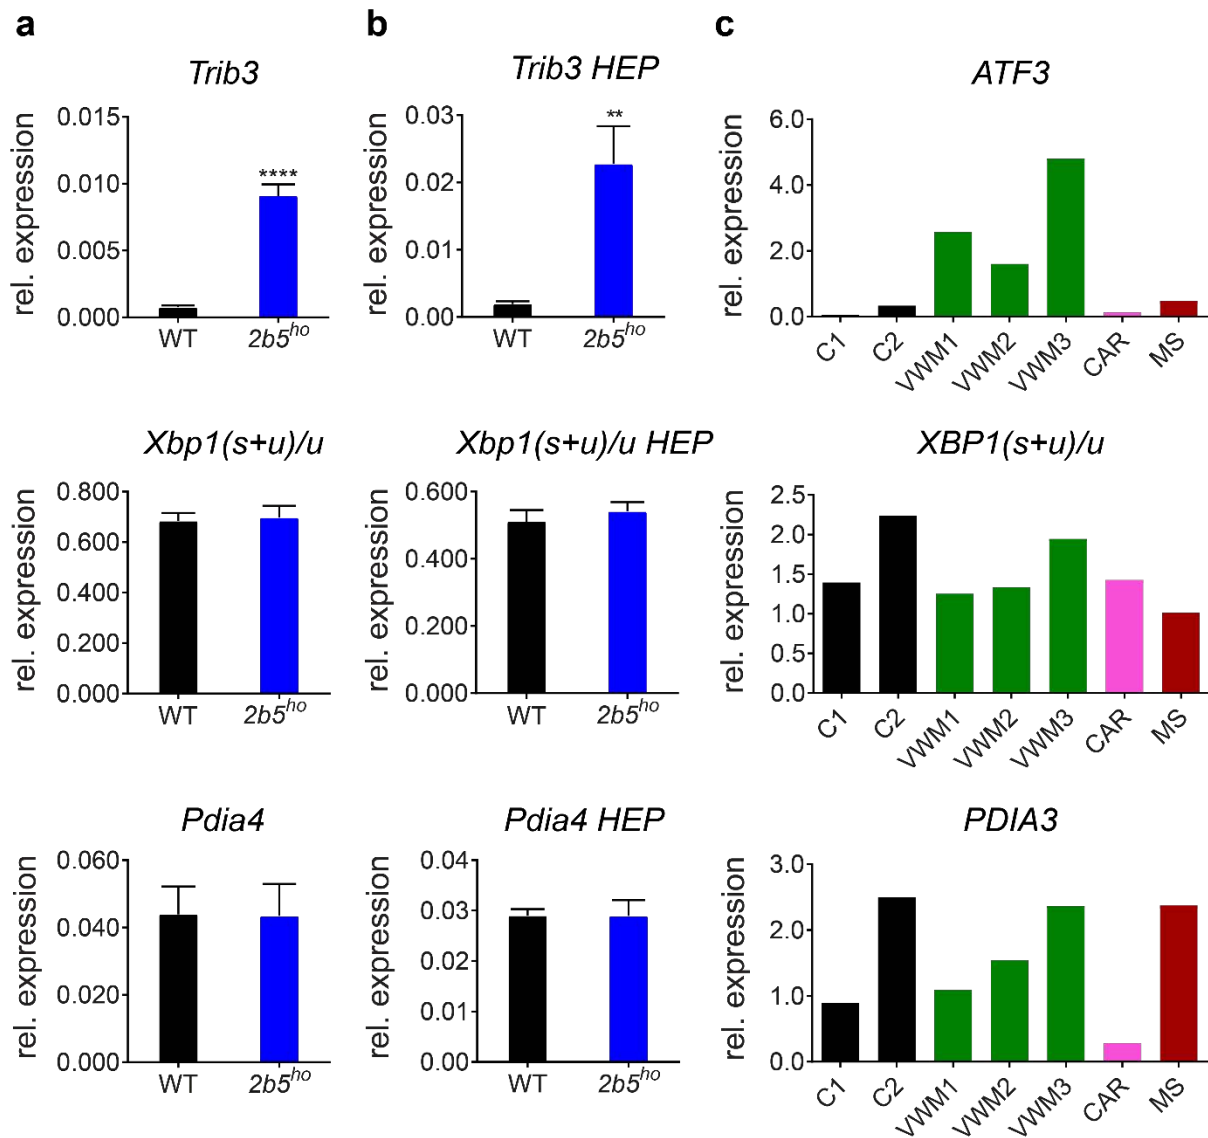 a
b
c
Trib3
rel. expression
0.015
0.010
0.005
0.000
****
WT
2b5ho
Trib3 HEP
rel. expression
0.03
0.02
0.01
0.00
**
WT
2b5ho
ATF3
rel. expression
6.0
4.0
2.0
0.0
C1
C2
VWM1
VWM2
VWM3
CAR
MS
Xbp1(s+u)/u
rel. expression
0.800
0.600
0.400
0.200
0.000
WT
2b5ho
Xbp1(s+u)/u HEP
rel. expression
0.600
0.400
0.200
0.000
WT
2b5ho
XBP1(s+u)/u
rel. expression
2.5
2.0
1.5
1.0
0.5
0.0
C1
C2
VWM1
VWM2
VWM3
CAR
MS
Pdia4
rel. expression
0.060
0.040
0.020
0.000
WT
2b5ho
Pdia4 HEP
rel. expression
0.04
0.03
0.02
0.01
0.00
WT
2b5ho
PDIA3
rel. expression
3.0
2.0
1.0
0.0
C1
C2
VWM1
VWM2
VWM3
CAR
MS